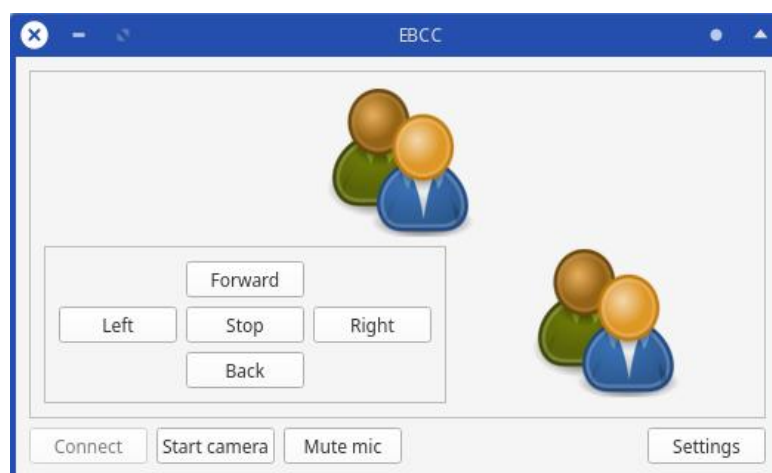 EBCC
Forward
Left Stop Right
Back
Connect Start camera Mute mic Settings